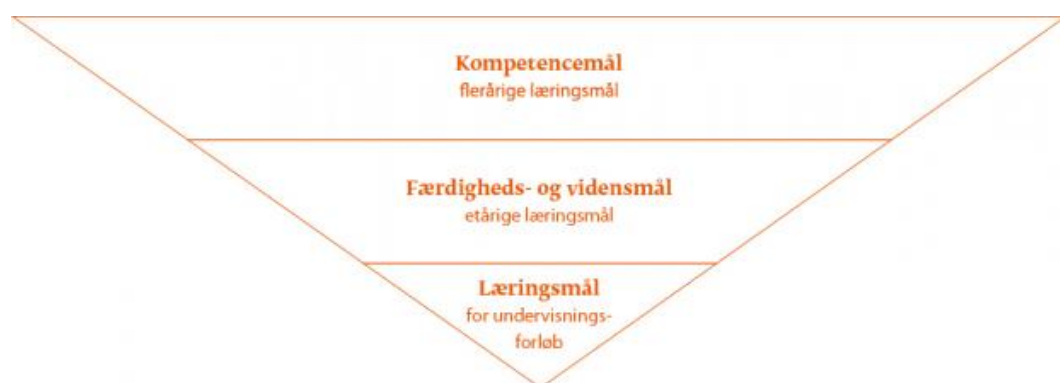 Kompetencemål
flerårige læringsmål
Færdigheds- og vidensmål
etårige læringsmål
Læringsmål
for undervisnings-
forløb